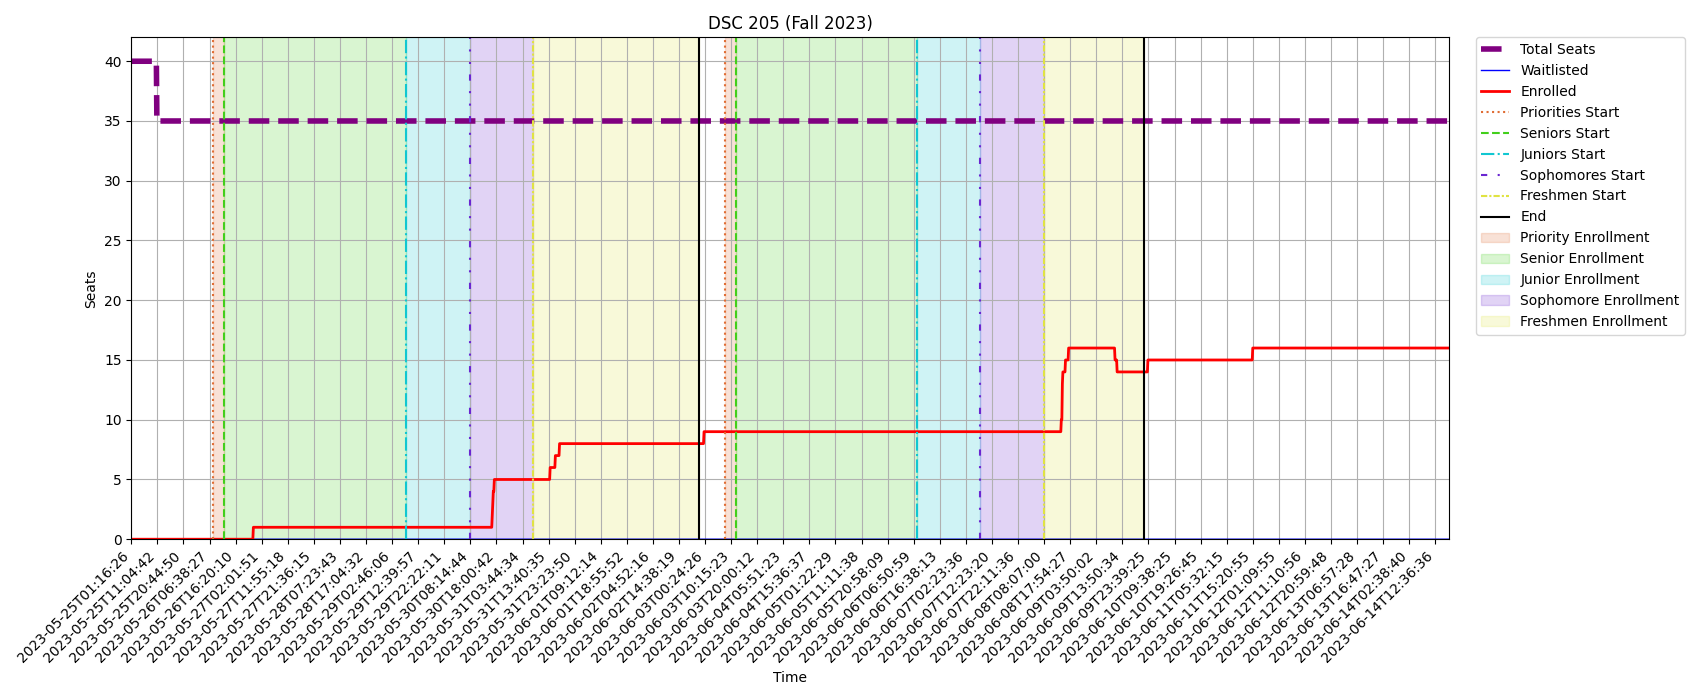 DSC 205 (Fall 2023)
40
35
30
25
20
15
10
5
0
Seats
2023-05-25T01:16:26
2023-05-25T11:04:42
2023-05-25T20:44:50
2023-05-26T06:38:27
2023-05-26T16:20:10
2023-05-27T02:01:51
2023-05-27T11:55:18
2023-05-27T21:36:15
2023-05-28T07:23:43
2023-05-28T17:04:32
2023-05-29T02:46:06
2023-05-29T12:39:57
2023-05-29T22:22:11
2023-05-30T08:14:44
2023-05-30T18:00:42
2023-05-31T03:44:34
2023-05-31T13:40:35
2023-05-31T23:23:50
2023-06-01T09:12:14
2023-06-01T18:55:52
2023-06-02T04:52:16
2023-06-02T14:38:19
2023-06-03T00:24:26
2023-06-03T10:15:23
2023-06-03T20:00:12
2023-06-04T05:51:23
2023-06-04T15:36:37
2023-06-05T01:22:29
2023-06-05T11:11:38
2023-06-05T20:58:09
2023-06-06T06:50:59
2023-06-06T16:38:13
2023-06-07T02:23:36
2023-06-07T12:23:20
2023-06-07T22:11:36
2023-06-08T08:07:00
2023-06-08T17:54:27
2023-06-09T03:50:02
2023-06-09T13:50:34
2023-06-09T23:39:25
2023-06-10T09:38:25
2023-06-10T19:26:45
2023-06-11T05:32:15
2023-06-11T15:20:55
2023-06-12T01:09:55
2023-06-12T11:10:56
2023-06-12T20:59:48
2023-06-13T06:57:28
2023-06-13T16:47:27
2023-06-14T02:38:40
2023-06-14T12:36:36
Time
Total Seats
Waitlisted
Enrolled
Priorities Start
Seniors Start
Juniors Start
Sophomores Start
Freshmen Start
End
Priority Enrollment
Senior Enrollment
Junior Enrollment
Sophomore Enrollment
Freshmen Enrollment